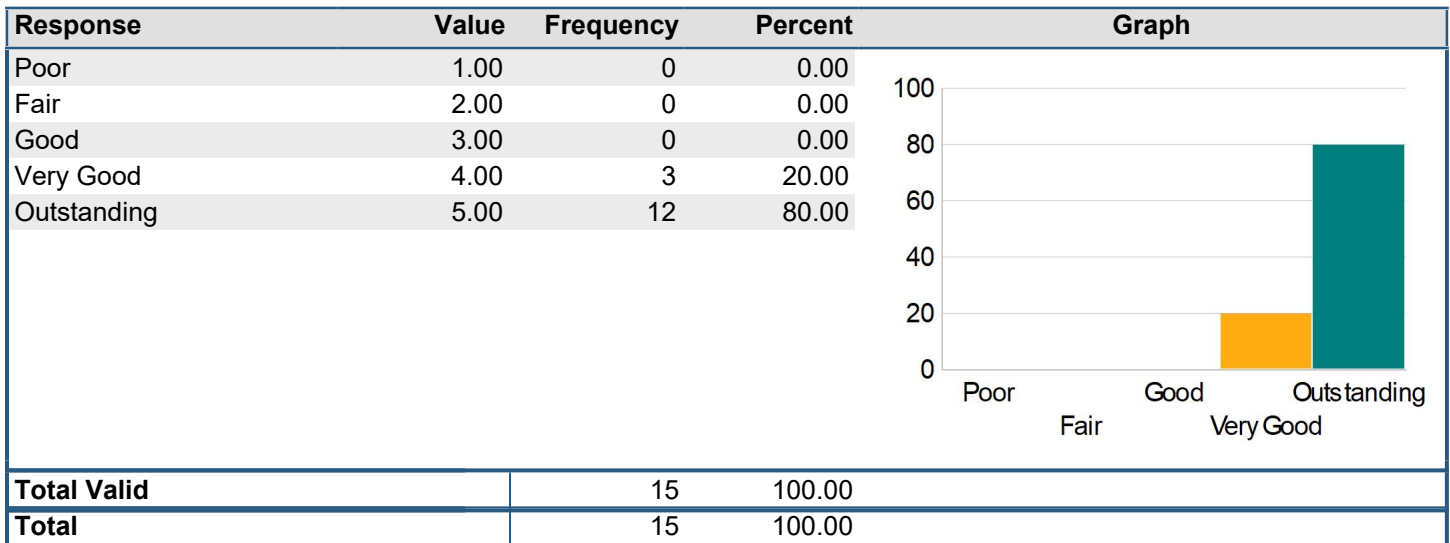 Response Value Frequency Percent Graph
Poor 1.00 0 0.00
Fair 2.00 0 0.00
Good 3.00 0 0.00
Very Good 4.00 3 20.00
Outstanding 5.00 12 80.00
100
80
60
40
20
0
Poor Good Outstanding
Fair Very Good
Total Valid 15 100.00
Total 15 100.00